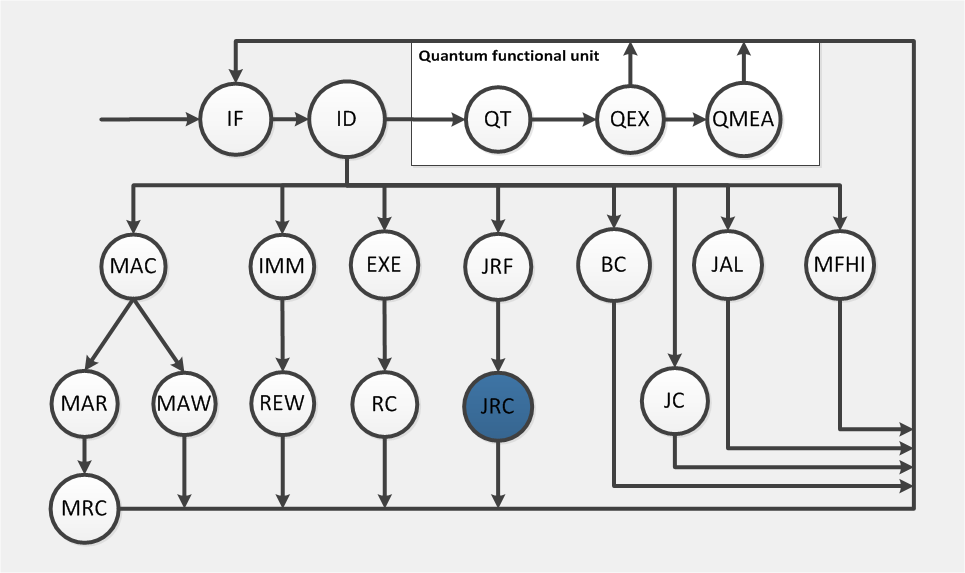 Quantum functional unit
IF
ID
QT
QEX
QMEA
MAC
IMM
EXE
JRF
BC
JAL
MFHI
MAR
MAW
REW
RC
JRC
JC
MRC